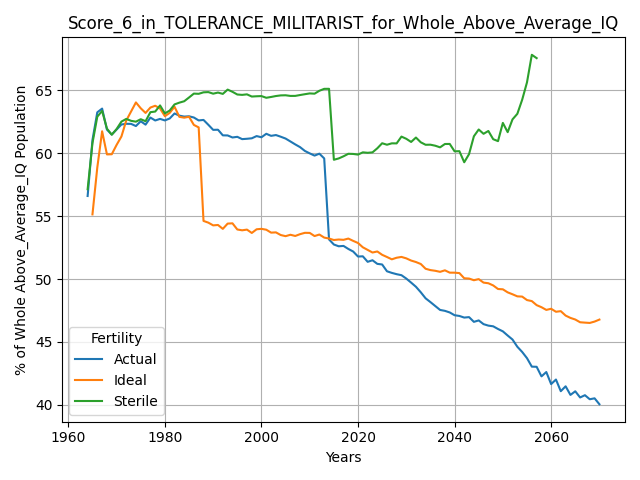 Score_6_in_TOLERANCE_MILITARIST_for_Whole_Above_Average_IQ
% of Whole Above_Average_IQ Population
65
60
55
50
45
40
Fertility
Actual
Ideal
Sterile
1960
1980
2000
2020
2040
2060
Years